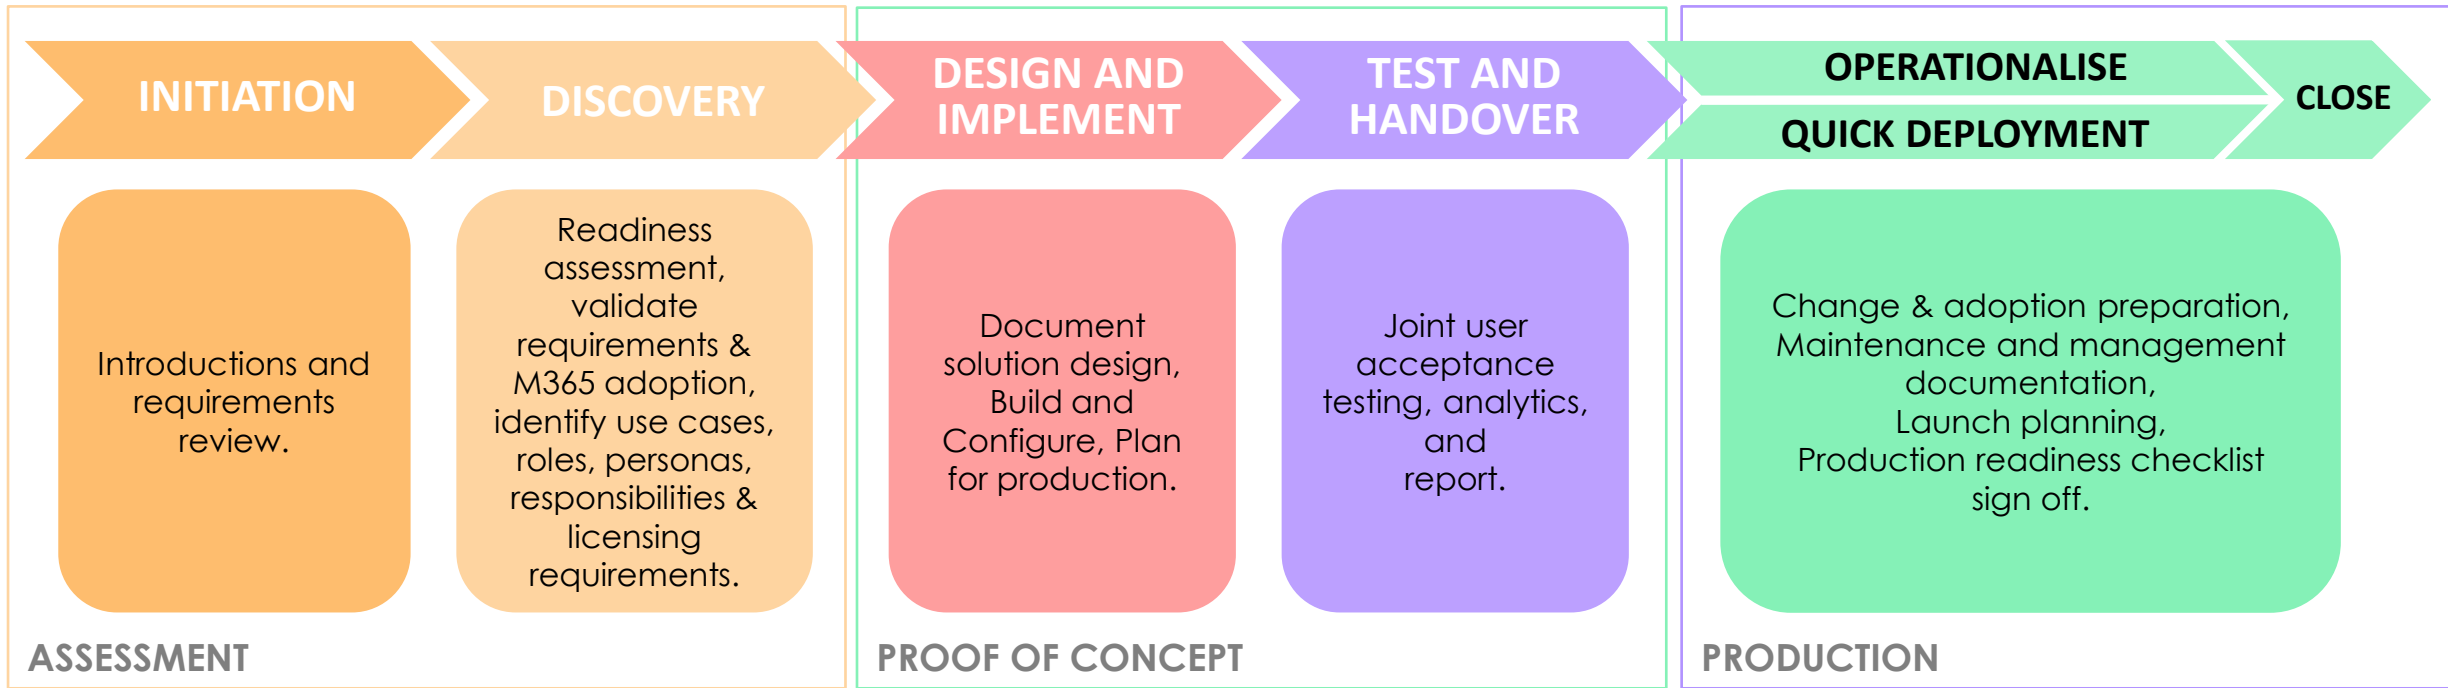 INITIATION
DISCOVERY
DESIGN AND
IMPLEMENT
TEST AND
HANDOVER
OPERATIONALISE
QUICK DEPLOYMENT
CLOSE
Introductions and
requirements
review.
Readiness
assessment,
validate
requirements &
M365 adoption,
identify use cases,
roles, personas,
responsibilities &
licensing
requirements.
Document
solution design,
Build and
Configure, Plan
for production.
Joint user
acceptance
testing, analytics,
and
report.
Change & adoption preparation,
Maintenance and management
documentation,
Launch planning,
Production readiness checklist
sign off.
ASSESSMENT
PROOF OF CONCEPT
PRODUCTION